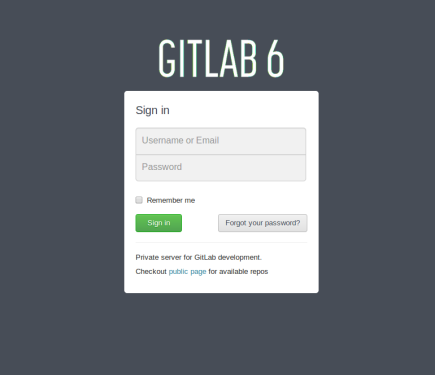 GITLAB 6
Sign in
Username or Email
Password
Remember me
Sign in
Forgot your password?
Private server for GitLab development.
Checkout public page for available repos